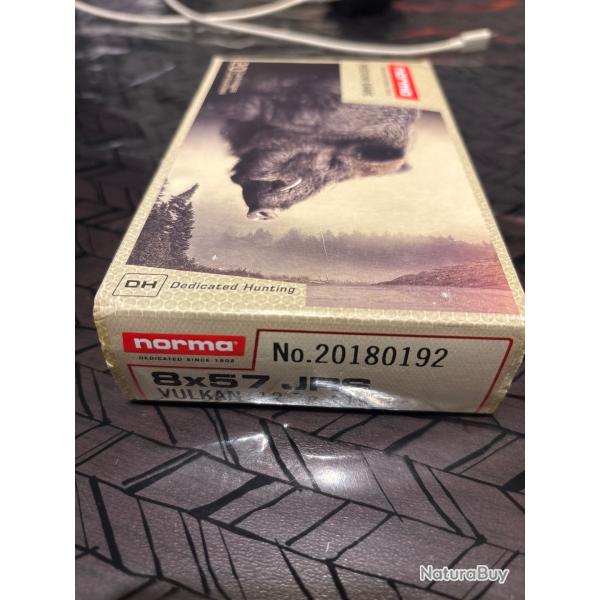 norma
DH Dedicated Hunting
norma
DEDICATED SINCE 1902
No.20180192
8x57 JRS
VULKAN
NaturaBuy